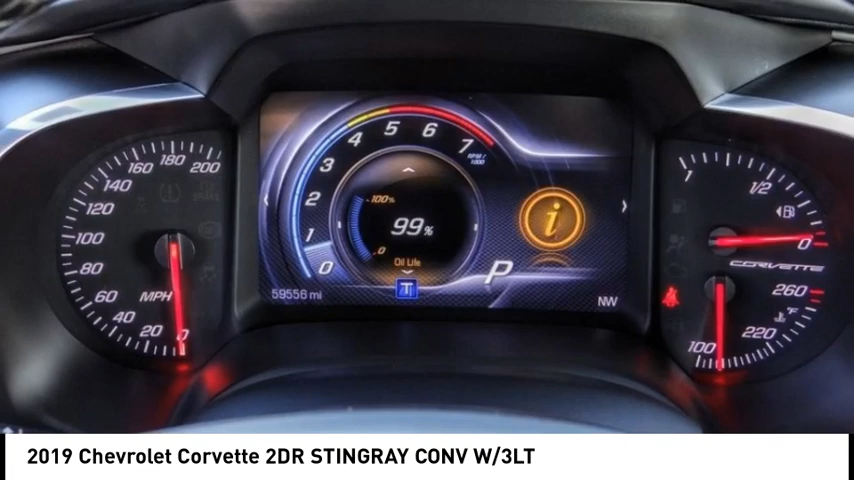 160 180 200
140
120
100
80
60
MPH
40
20
0
4 5 6 7
3
RPM x 1000
2
1
0
100%
99%
0
Oil Life
i
T
P
59556 mi
NW
1
1/2
0
CORVETTE
260
°F
220
100
2019 Chevrolet Corvette 2DR STINGRAY CONV W/3LT